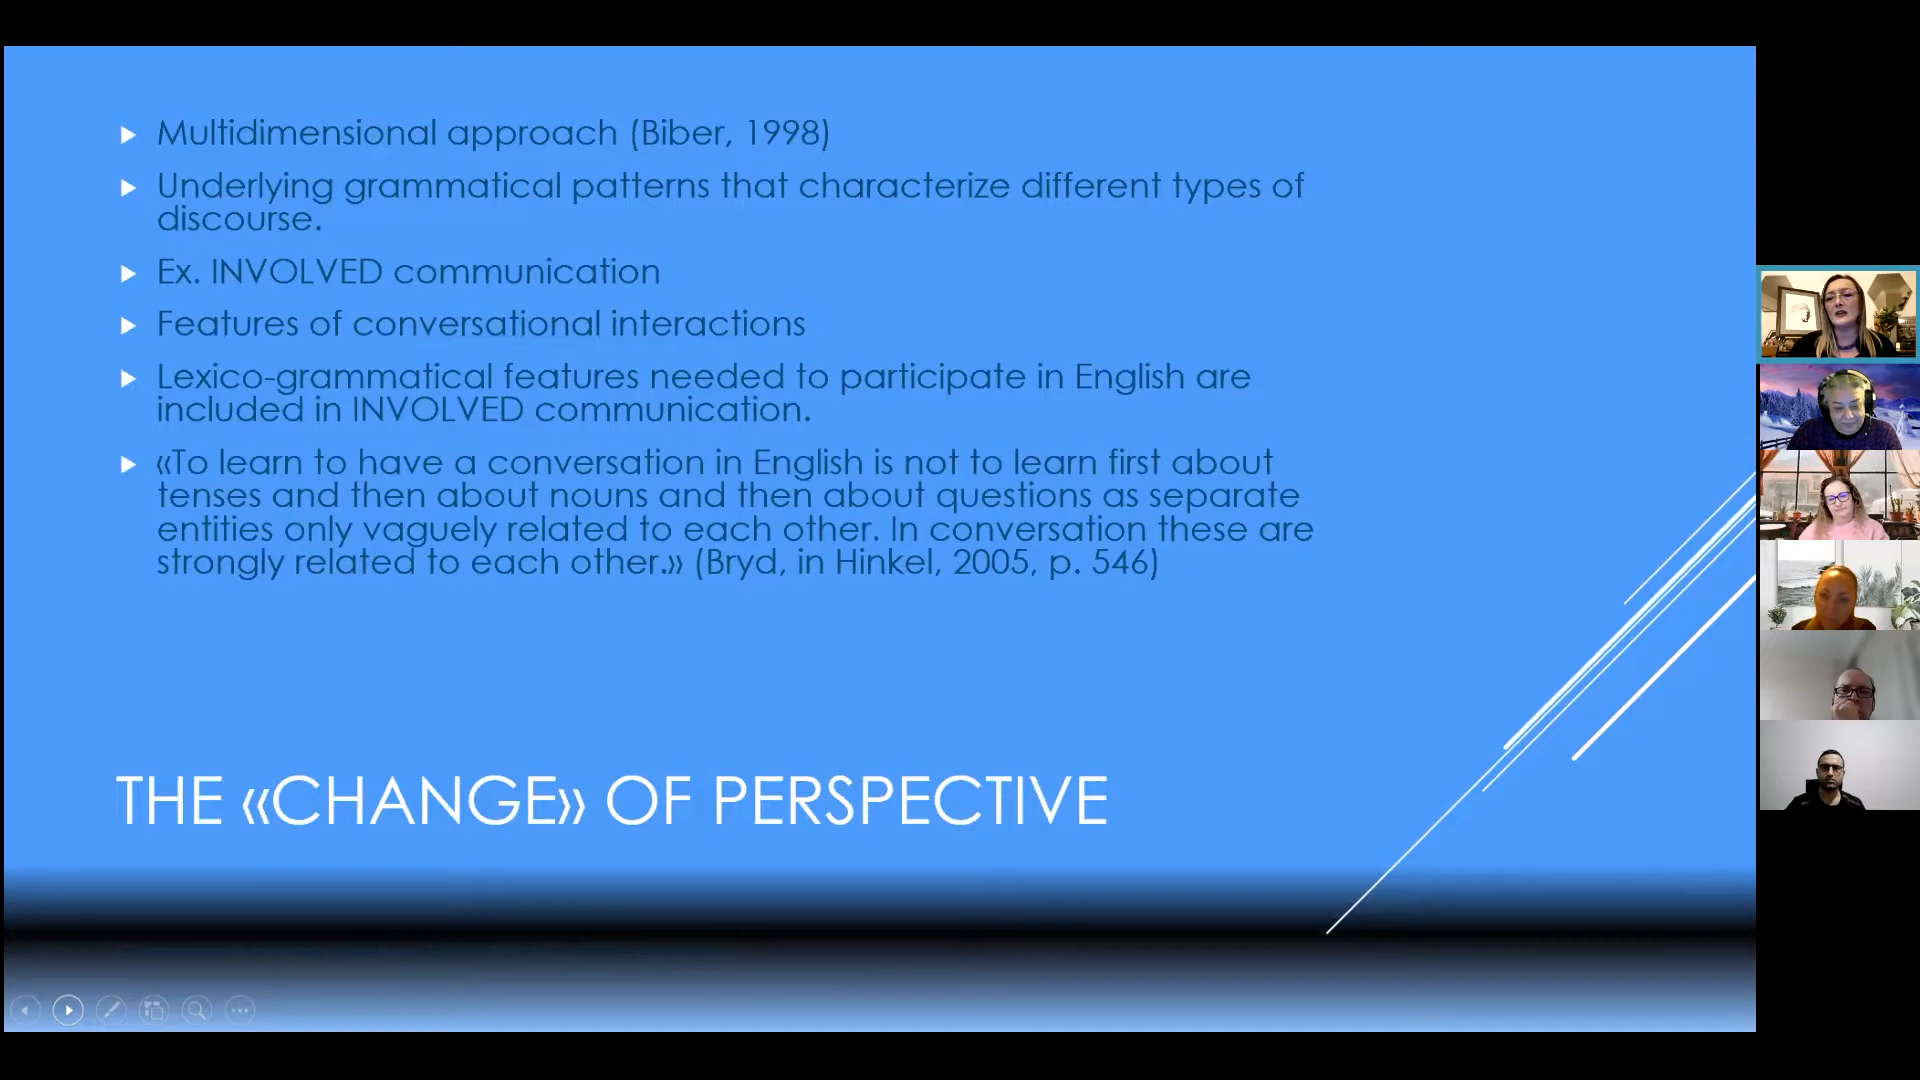 Multidimensional approach (Biber, 1998)
Underlying grammatical patterns that characterize different types of
discourse.
Ex. INVOLVED communication
Features of conversational interactions
Lexico-grammatical features needed to participate in English are
included in INVOLVED communication.
«To learn to have a conversation in English is not to learn first about
tenses and then about nouns and then about questions as separate
entities only vaguely related to each other. In conversation these are
strongly related to each other.» (Bryd, in Hinkel, 2005, p. 546)
THE «CHANGE» OF PERSPECTIVE